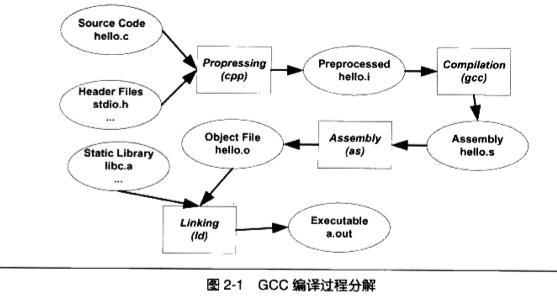 Source Code
hello.c
Header Files
stdio.h
...
Propressing
(cpp)
Preprocessed
hello.i
Compilation
(gcc)
Assembly
hello.s
Assembly
(as)
Object File
hello.o
Static Library
libc.a
...
Linking
(ld)
Executable
a.out
图 2-1 GCC 编译过程分解